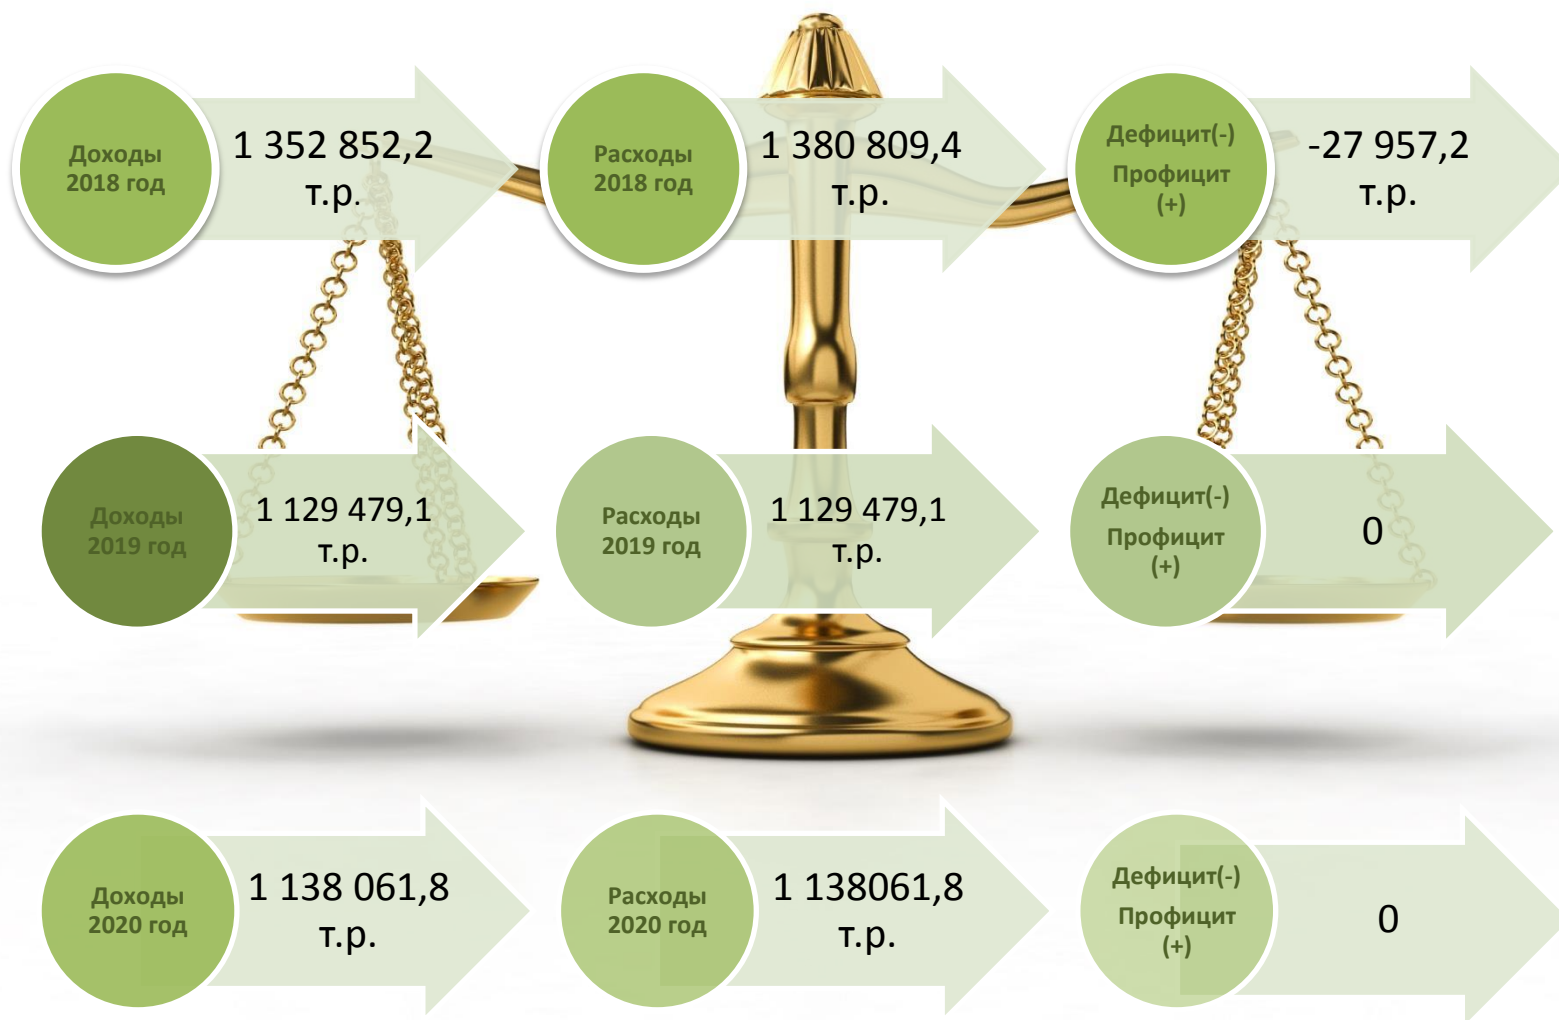 Доходы
2018 год
1 352 852,2
т.р.
Расходы
2018 год
1 380 809,4
т.р.
Дефицит(-)
Профицит
(+)
-27 957,2
т.р.
Доходы
2019 год
1 129 479,1
т.р.
Расходы
2019 год
1 129 479,1
т.р.
Дефицит(-)
Профицит
(+)
0
Доходы
2020 год
1 138 061,8
т.р.
Расходы
2020 год
1 138061,8
т.р.
Дефицит(-)
Профицит
(+)
0